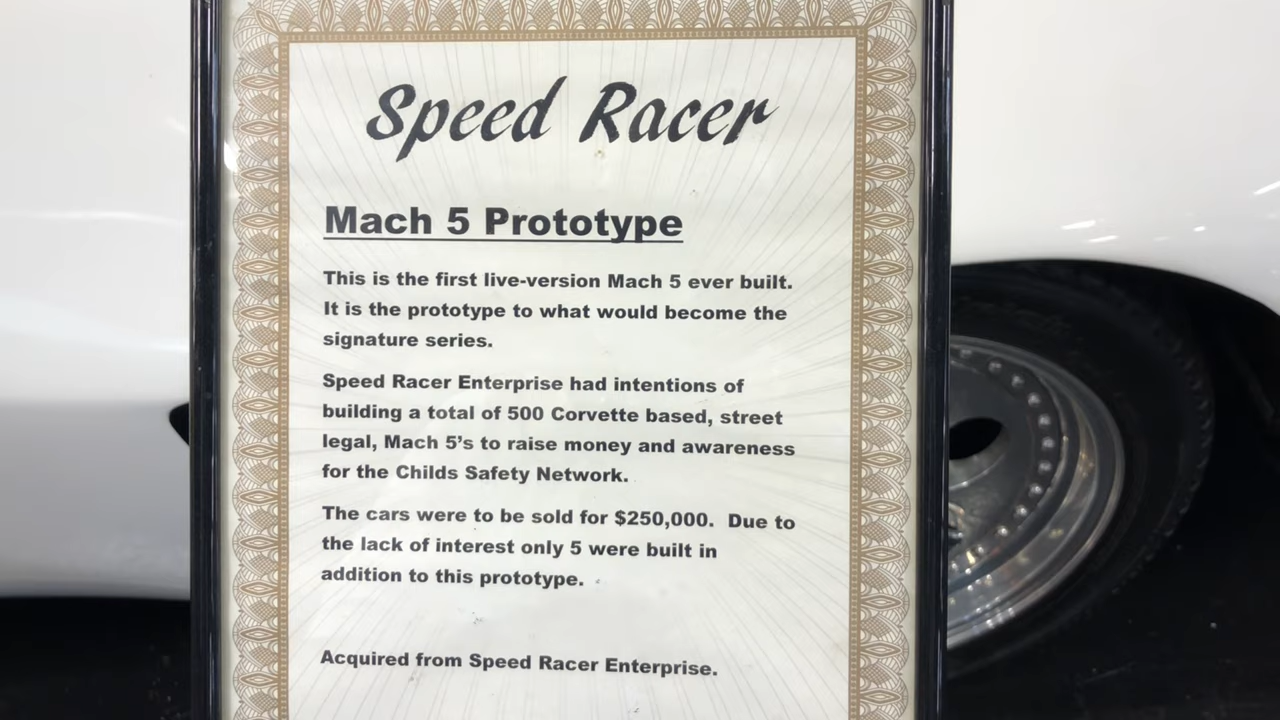 Speed Racer
Mach 5 Prototype
This is the first live-version Mach 5 ever built.
It is the prototype to what would become the
signature series.
Speed Racer Enterprise had intentions of
building a total of 500 Corvette based, street
legal, Mach 5's to raise money and awareness
for the Childs Safety Network.
The cars were to be sold for $250,000.  Due to
the lack of interest only 5 were built in
addition to this prototype.
Acquired from Speed Racer Enterprise.